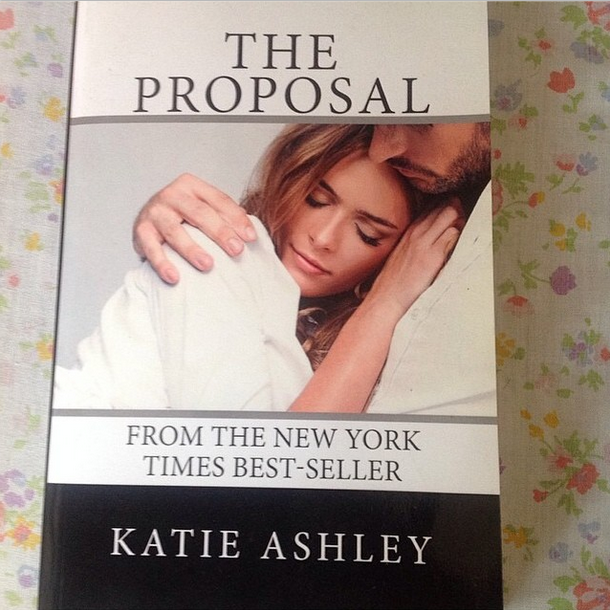 THE
PROPOSAL
FROM THE NEW YORK
TIMES BEST-SELLER
KATIE ASHLEY